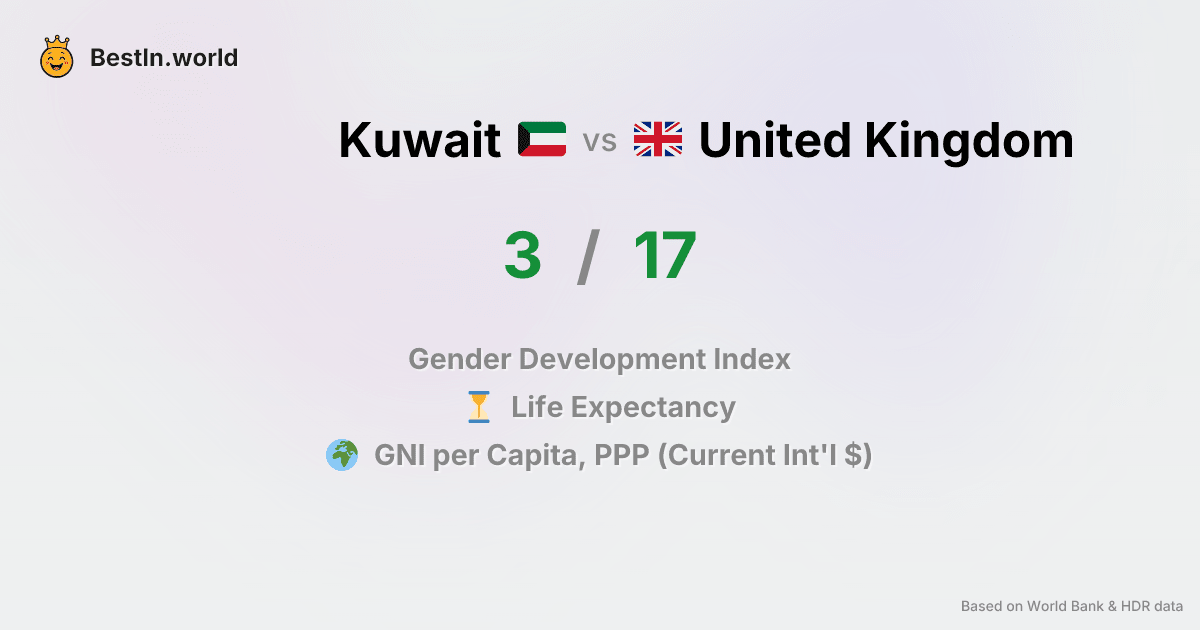 BestIn.world
Kuwait vs United Kingdom
3 / 17
Gender Development Index
Life Expectancy
GNI per Capita, PPP (Current Int'l $)
Based on World Bank & HDR data